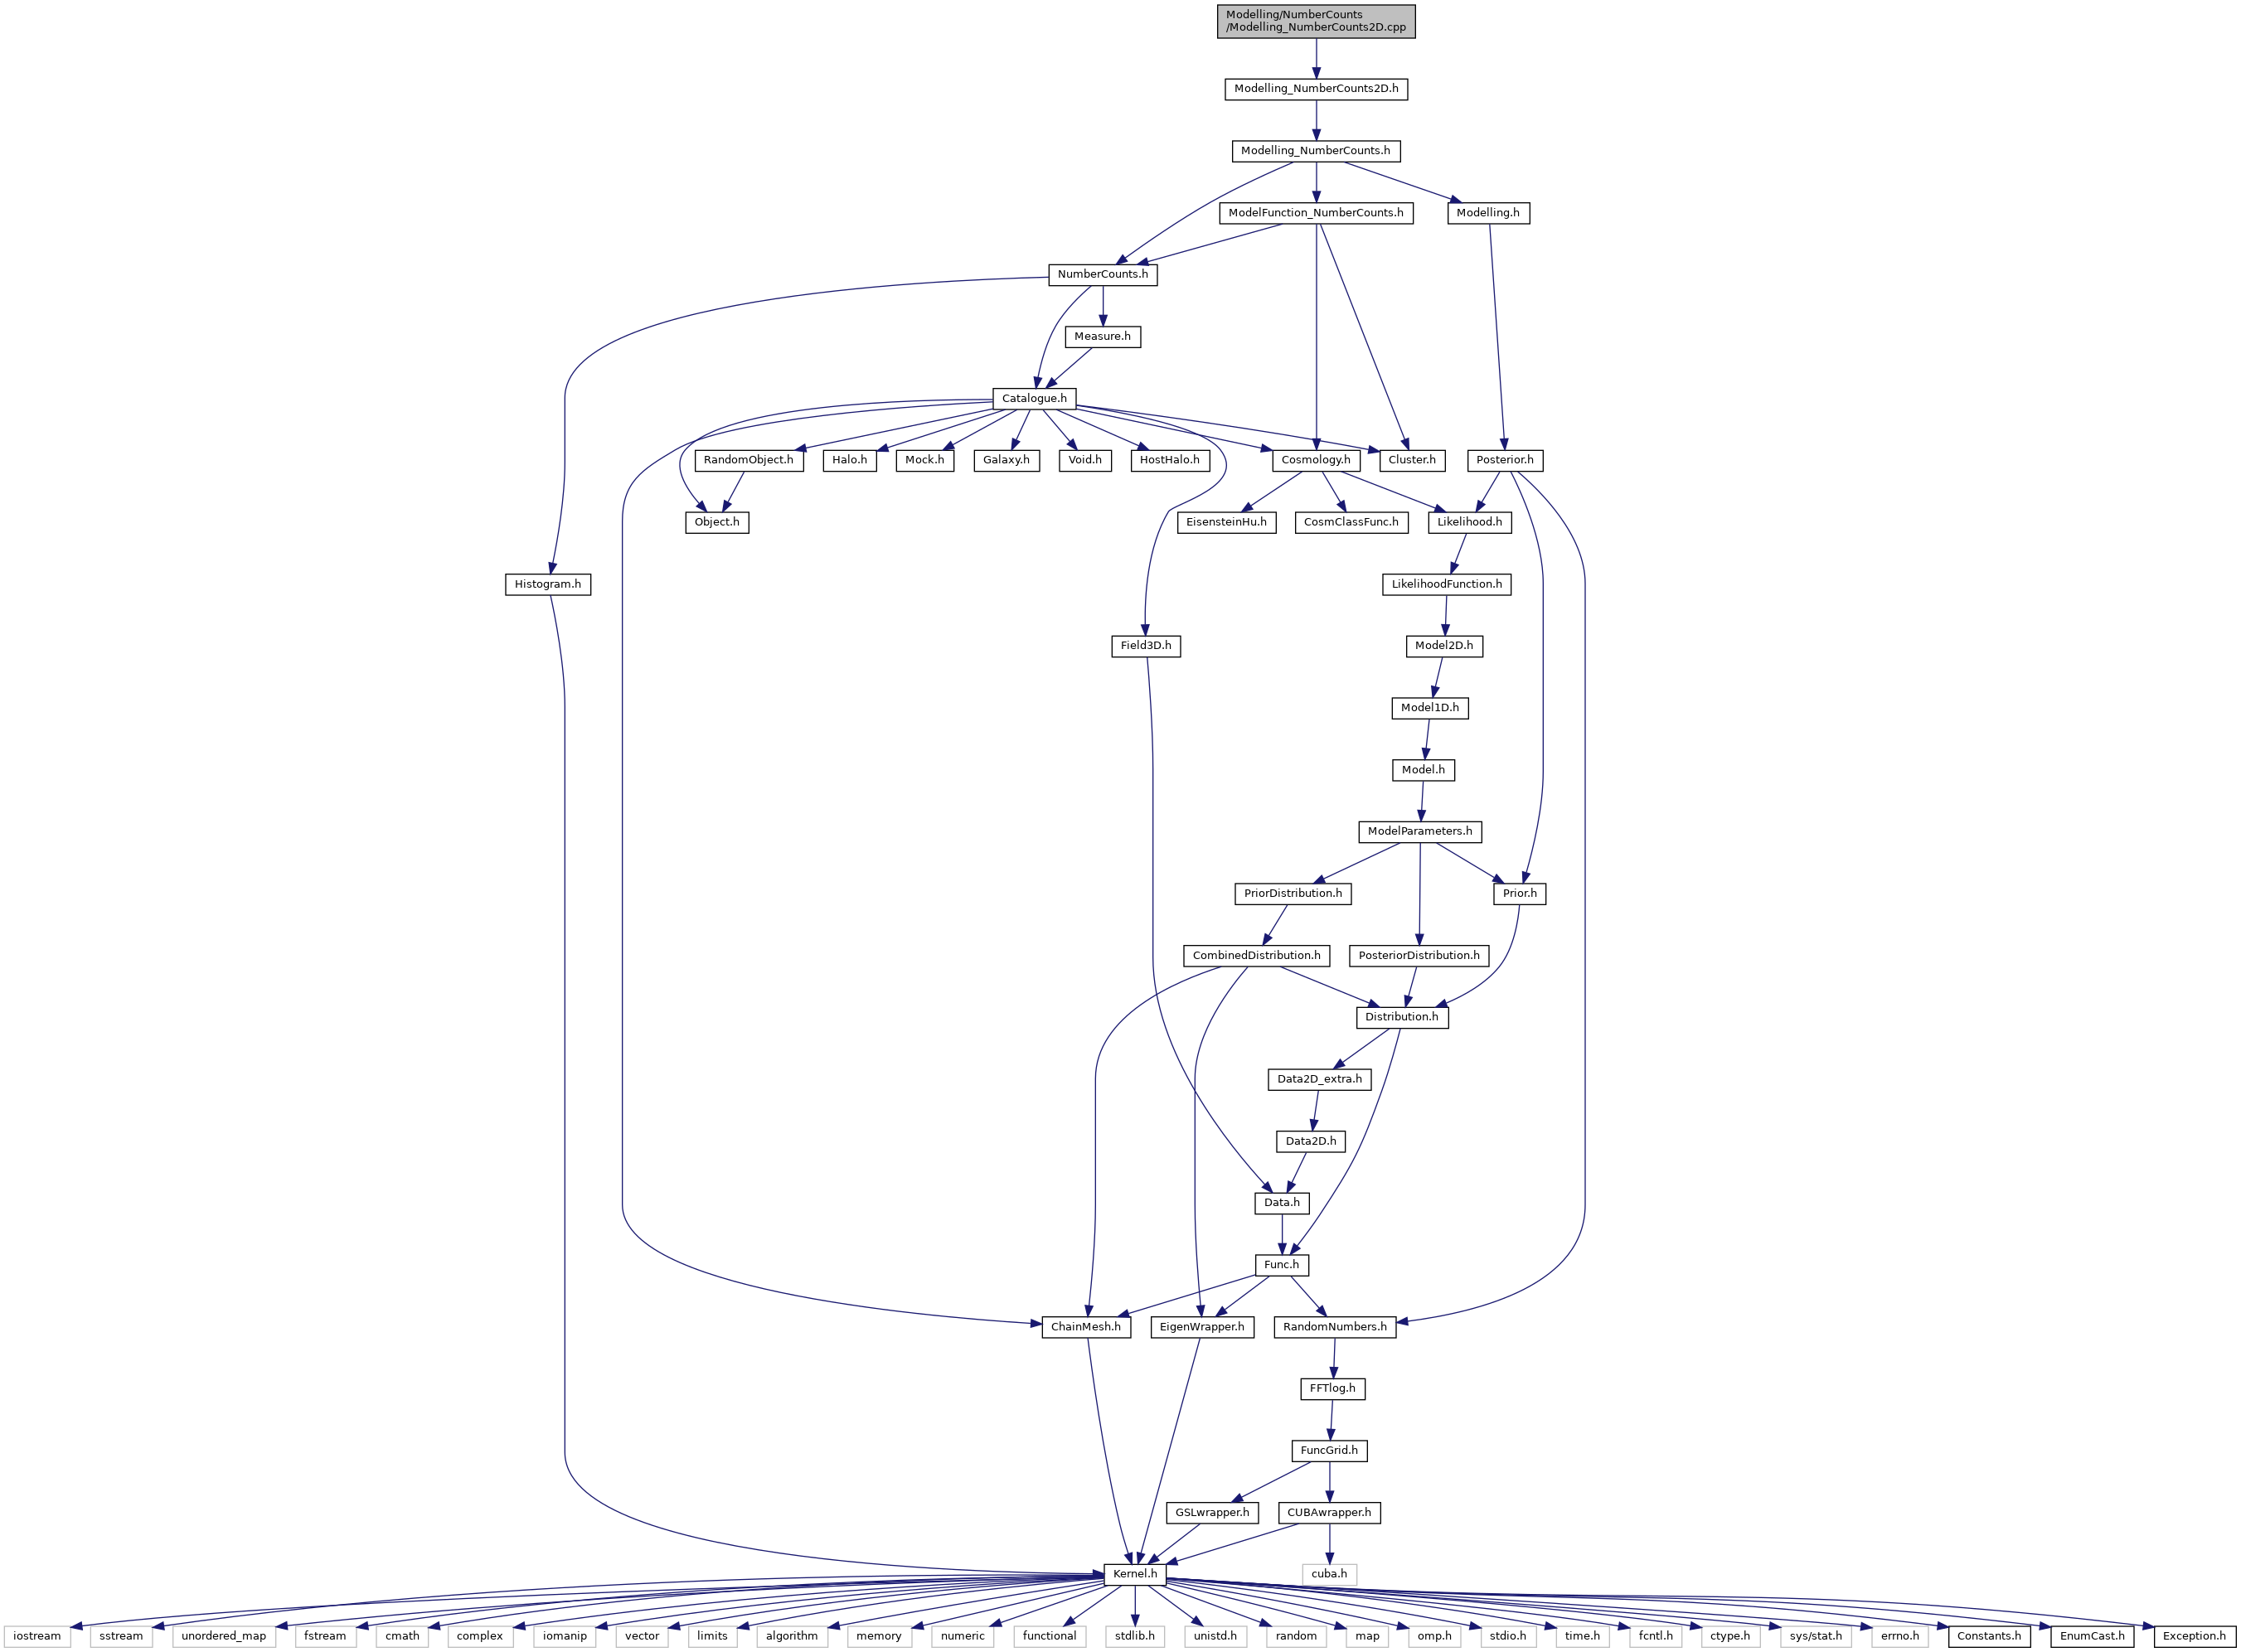 Modelling/NumberCounts
/Modelling_NumberCounts2D.cpp
Modelling_NumberCounts2D.h
Modelling_NumberCounts.h
ModelFunction_NumberCounts.h
Modelling.h
NumberCounts.h
Measure.h
Catalogue.h
RandomObject.h
Halo.h
Mock.h
Galaxy.h
Void.h
HostHalo.h
Cosmology.h
Cluster.h
Posterior.h
Object.h
EisensteinHu.h
CosmClassFunc.h
Likelihood.h
Histogram.h
LikelihoodFunction.h
Field3D.h
Model2D.h
Model1D.h
Model.h
ModelParameters.h
PriorDistribution.h
Prior.h
CombinedDistribution.h
PosteriorDistribution.h
Distribution.h
Data2D_extra.h
Data2D.h
Data.h
Func.h
ChainMesh.h
EigenWrapper.h
RandomNumbers.h
FFTlog.h
FuncGrid.h
GSLwrapper.h
CUBAwrapper.h
Kernel.h
cuba.h
iostream
sstream
unordered_map
fstream
cmath
complex
iomanip
vector
limits
algorithm
memory
numeric
functional
stdlib.h
unistd.h
random
map
omp.h
stdio.h
time.h
fcntl.h
ctype.h
sys/stat.h
errno.h
Constants.h
EnumCast.h
Exception.h